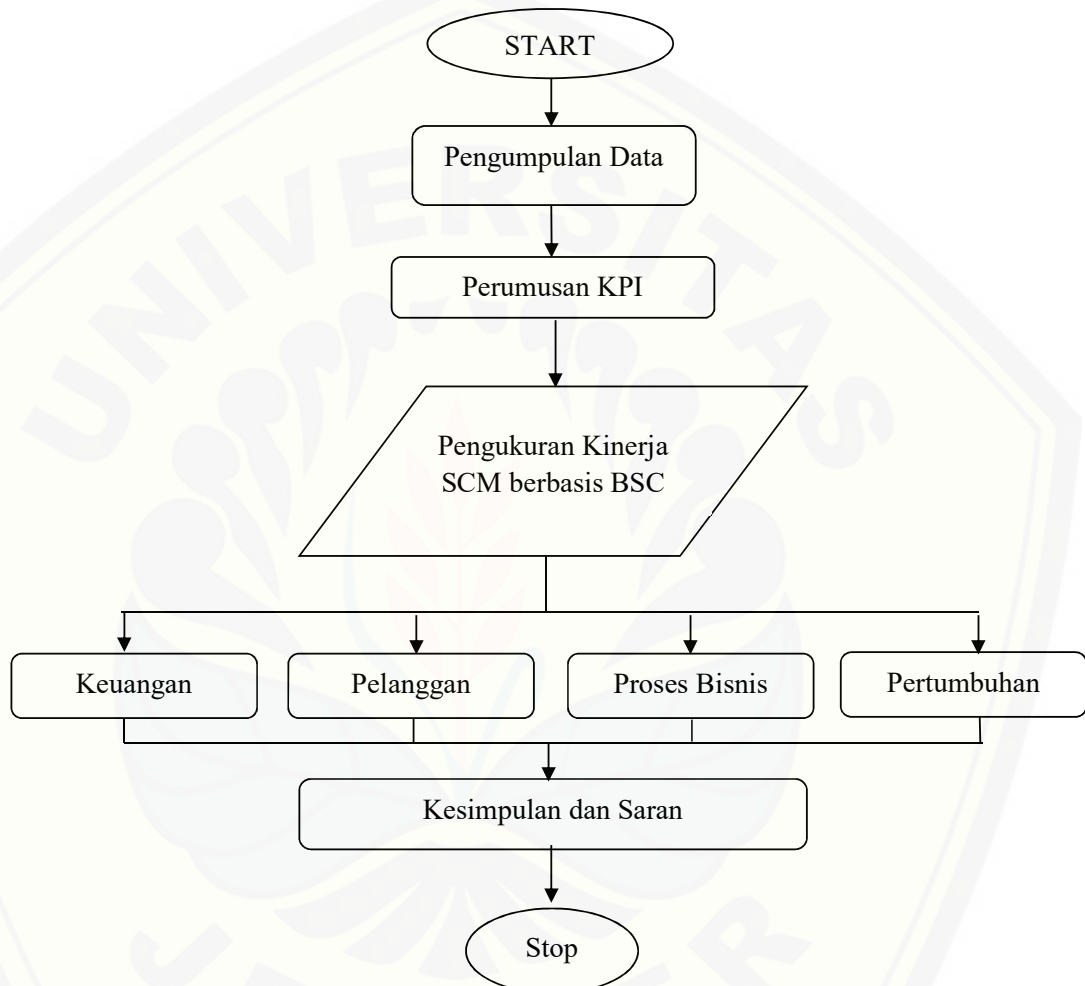 START
Pengumpulan Data
Perumusan KPI
Pengukuran Kinerja
SCM berbasis BSC
Keuangan
Pelanggan
Proses Bisnis
Pertumbuhan
Kesimpulan dan Saran
Stop
UNIVERSITAS